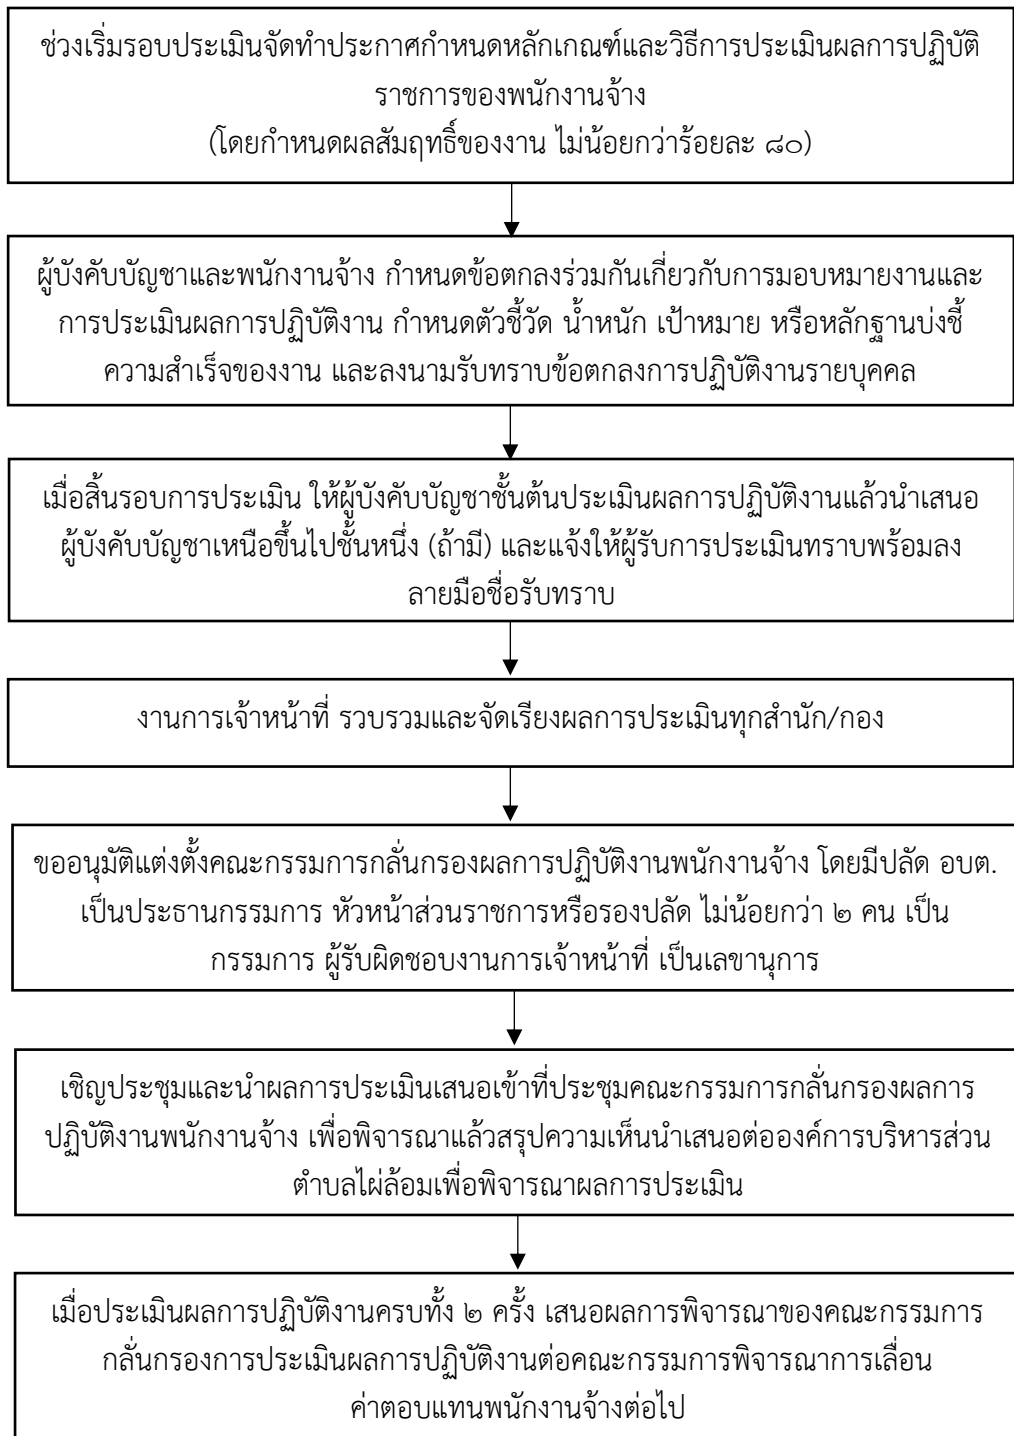 ช่วงเริ่มรอบประเมินจัดทำประกาศกำหนดหลักเกณฑ์และวิธีการประเมินผลการปฏิบัติ
ราชการของพนักงานจ้าง
(โดยกำหนดผลสัมฤทธิ์ของงาน ไม่น้อยกว่าร้อยละ ๘๐)
ผู้บังคับบัญชาและพนักงานจ้าง กำหนดข้อตกลงร่วมกันเกี่ยวกับการมอบหมายงานและ
การประเมินผลการปฏิบัติงาน กำหนดตัวชี้วัด น้ำหนัก เป้าหมาย หรือหลักฐานบ่งชี้
ความสำเร็จของงาน และลงนามรับทราบข้อตกลงการปฏิบัติงานรายบุคคล
เมื่อสิ้นรอบการประเมิน ให้ผู้บังคับบัญชาชั้นต้นประเมินผลการปฏิบัติงานแล้วนำเสนอ
ผู้บังคับบัญชาเหนือขึ้นไปชั้นหนึ่ง (ถ้ามี) และแจ้งให้ผู้รับการประเมินทราบพร้อมลง
ลายมือชื่อรับทราบ
งานการเจ้าหน้าที่ รวบรวมและจัดเรียงผลการประเมินทุกสำนัก/กอง
ขออนุมัติแต่งตั้งคณะกรรมการกลั่นกรองผลการปฏิบัติงานพนักงานจ้าง โดยมีปลัด อบต.
เป็นประธานกรรมการ หัวหน้าส่วนราชการหรือรองปลัด ไม่น้อยกว่า ๒ คน เป็น
กรรมการ ผู้รับผิดชอบงานการเจ้าหน้าที่ เป็นเลขานุการ
เชิญประชุมและนำผลการประเมินเสนอเข้าที่ประชุมคณะกรรมการกลั่นกรองผลการ
ปฏิบัติงานพนักงานจ้าง เพื่อพิจารณาแล้วสรุปความเห็นนำเสนอต่อองค์การบริหารส่วน
ตำบลไผ่ล้อมเพื่อพิจารณาผลการประเมิน
เมื่อประเมินผลการปฏิบัติงานครบทั้ง ๒ ครั้ง เสนอผลการพิจารณาของคณะกรรมการ
กลั่นกรองการประเมินผลการปฏิบัติงานต่อคณะกรรมการพิจารณาการเลื่อน
ค่าตอบแทนพนักงานจ้างต่อไป